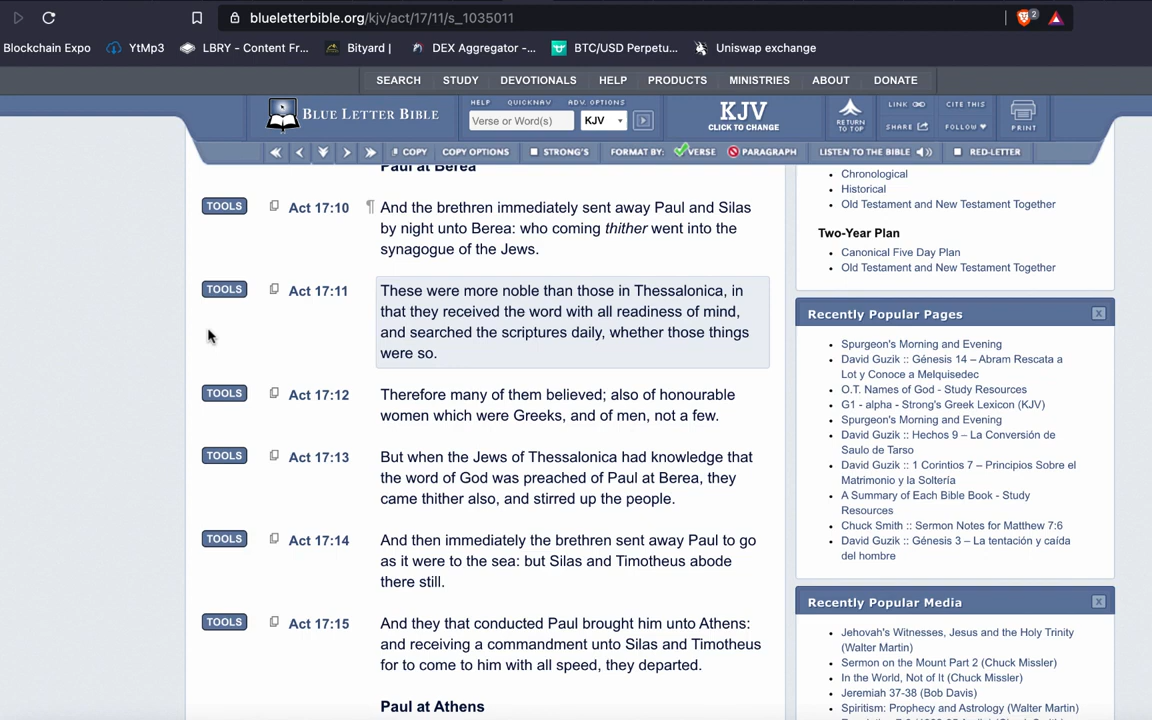 blueletterbible.org/kjv/act/17/11/s_1035011
2
Blockchain Expo
YtMp3
LBRY - Content Fr...
Bityard |
DEX Aggregator -...
BTC/USD Perpetu...
Uniswap exchange
SEARCH
STUDY
DEVOTIONALS
HELP
PRODUCTS
MINISTRIES
ABOUT
DONATE
BLUE LETTER BIBLE
HELP
QUICKNAV
ADV. OPTIONS
Verse or Word(s)
KJV
KJV
CLICK TO CHANGE
RETURN
TO TOP
LINK
CITE THIS
SHARE
FOLLOW
PRINT
COPY
COPY OPTIONS
STRONG'S
FORMAT BY:
VERSE
PARAGRAPH
LISTEN TO THE BIBLE
RED-LETTER
Paul at Berea
TOOLS
Act 17:10
¶ And the brethren immediately sent away Paul and Silas
by night unto Berea: who coming thither went into the
synagogue of the Jews.
TOOLS
Act 17:11
These were more noble than those in Thessalonica, in
that they received the word with all readiness of mind,
and searched the scriptures daily, whether those things
were so.
TOOLS
Act 17:12
Therefore many of them believed; also of honourable
women which were Greeks, and of men, not a few.
TOOLS
Act 17:13
But when the Jews of Thessalonica had knowledge that
the word of God was preached of Paul at Berea, they
came thither also, and stirred up the people.
TOOLS
Act 17:14
And then immediately the brethren sent away Paul to go
as it were to the sea: but Silas and Timotheus abode
there still.
TOOLS
Act 17:15
And they that conducted Paul brought him unto Athens:
and receiving a commandment unto Silas and Timotheus
for to come to him with all speed, they departed.
Paul at Athens
Chronological
Historical
Old Testament and New Testament Together
Two-Year Plan
Canonical Five Day Plan
Old Testament and New Testament Together
Recently Popular Pages
X
Spurgeon's Morning and Evening
David Guzik :: Génesis 14 – Abram Rescata a
Lot y Conoce a Melquisedec
O.T. Names of God - Study Resources
G1 - alpha - Strong's Greek Lexicon (KJV)
Spurgeon's Morning and Evening
David Guzik :: Hechos 9 – La Conversión de
Saulo de Tarso
David Guzik :: 1 Corintios 7 – Principios Sobre el
Matrimonio y la Soltería
A Summary of Each Bible Book - Study
Resources
Chuck Smith :: Sermon Notes for Matthew 7:6
David Guzik :: Génesis 3 – La tentación y caída
del hombre
Recently Popular Media
X
Jehovah's Witnesses, Jesus and the Holy Trinity
(Walter Martin)
Sermon on the Mount Part 2 (Chuck Missler)
In the World, Not of It (Chuck Missler)
Jeremiah 37-38 (Bob Davis)
Spiritism: Prophecy and Astrology (Walter Martin)